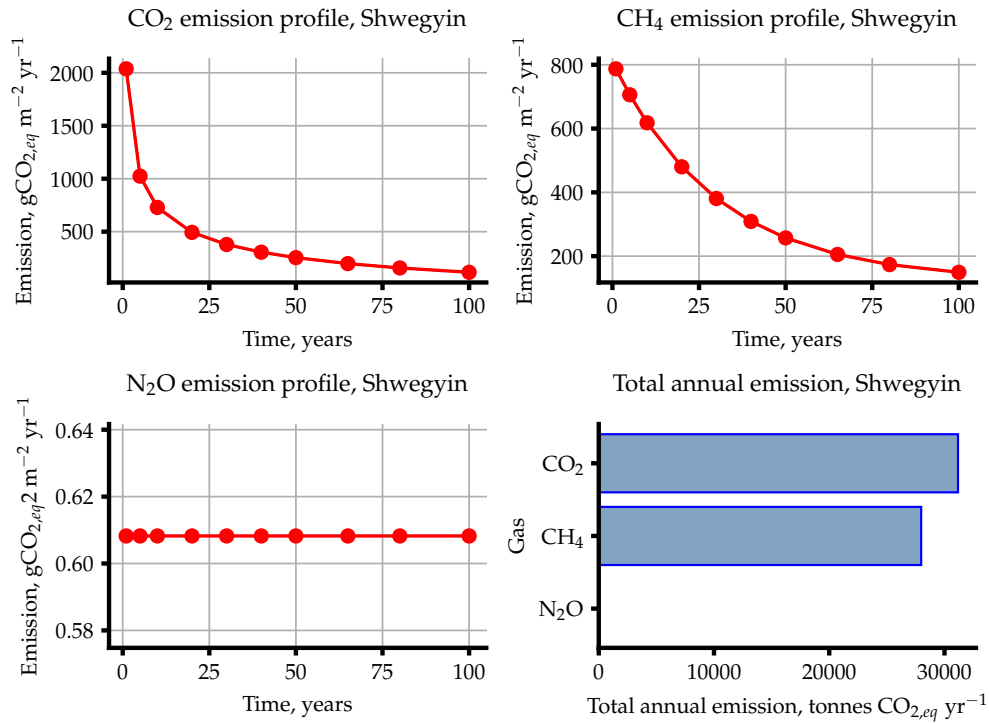 CO₂ emission profile, Shwegyin
Emission, gCO₂,eq m⁻² yr⁻¹
2000
1500
1000
500
0 25 50 75 100
Time, years
CH₄ emission profile, Shwegyin
Emission, gCO₂,eq m⁻² yr⁻¹
800
600
400
200
0 25 50 75 100
Time, years
N₂O emission profile, Shwegyin
Emission, gCO₂,eq2 m⁻² yr⁻¹
0.64
0.62
0.60
0.58
0 25 50 75 100
Time, years
Total annual emission, Shwegyin
Gas
CO₂
CH₄
N₂O
0 10000 20000 30000
Total annual emission, tonnes CO₂,eq yr⁻¹